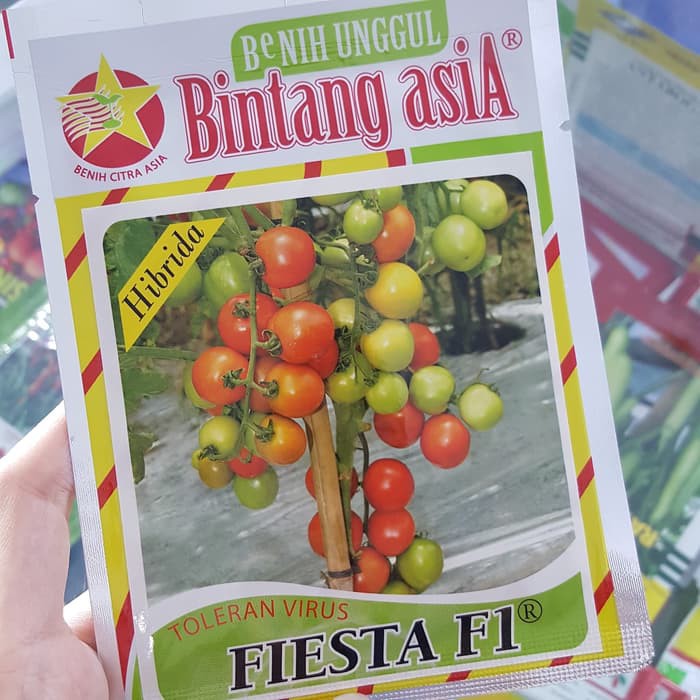 BeNIH UNGGUL
Bintang asiA®
BENIH CITRA ASIA
Hibrida
TOLERAN VIRUS
FIESTA F1®